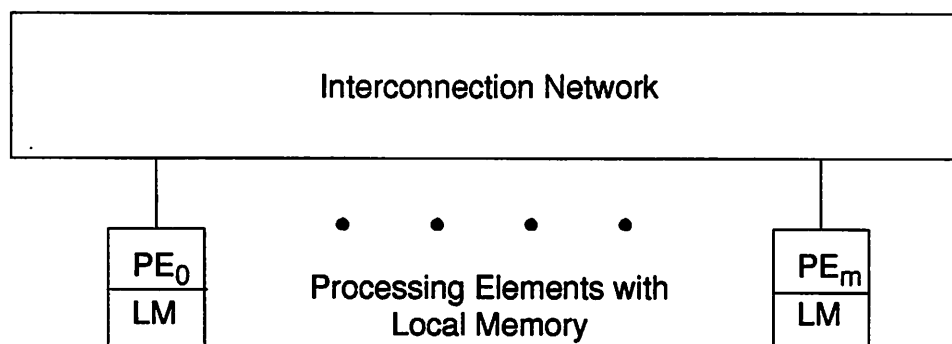 Interconnection Network
PE0
PEm
Processing Elements with
LM
LM
Local Memory